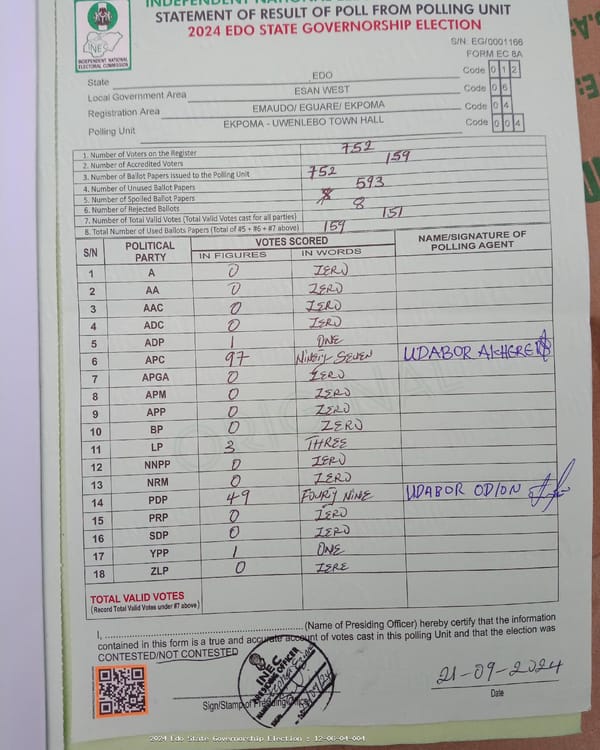 INDEPENDENT NATIONAL
STATEMENT OF RESULT OF POLL FROM POLLING UNIT
2024 EDO STATE GOVERNORSHIP ELECTION
INEC
INDEPENDENT NATIONAL
ELECTORAL COMMISSION
S/N: EG/0001166
FORM EC 8A
State EDO Code 0 1 2
Local Government Area ESAN WEST Code 0 6
Registration Area EMAUDO/ EGUARE/ EKPOMA Code 0 4
Polling Unit EKPOMA - UWENLEBO TOWN HALL Code 0 0 4
1. Number of Voters on the Register 752
2. Number of Accredited Voters 159
3. Number of Ballot Papers Issued to the Polling Unit 752
4. Number of Unused Ballot Papers 593
5. Number of Spoiled Ballot Papers
6. Number of Rejected Ballots 8
7. Number of Total Valid Votes (Total Valid Votes cast for all parties) 151
8. Total Number of Used Ballots Papers (Total of #5 + #6 + #7 above) 159
S/N POLITICAL PARTY VOTES SCORED NAME/SIGNATURE OF POLLING AGENT
IN FIGURES IN WORDS
1 A 0 ZERO
2 AA 0 ZERO
3 AAC 0 ZERO
4 ADC 0 ZERO
5 ADP 1 ONE
6 APC 97 NINETY SEVEN UDABOR AKHERE
7 APGA 0 ZERO
8 APM 0 ZERO
9 APP 0 ZERO
10 BP 0 ZERO
11 LP 3 THREE
12 NNPP 0 ZERO
13 NRM 0 ZERO
14 PDP 49 FOURTY NINE UDABOR ODION
15 PRP 0 ZERO
16 SDP 0 ZERO
17 YPP 1 ONE
18 ZLP 0 ZERE
TOTAL VALID VOTES
(Record Total Valid Votes under #7 above)
I, (Name of Presiding Officer) hereby certify that the information
contained in this form is a true and accurate account of votes cast in this polling Unit and that the election was
CONTESTED/NOT CONTESTED
INEC
PRESIDING OFFICER
21-09-2024
Sign/Stamp of Presiding Officer
Date
2024 Edo State Governorship Election : 12-06-04-004